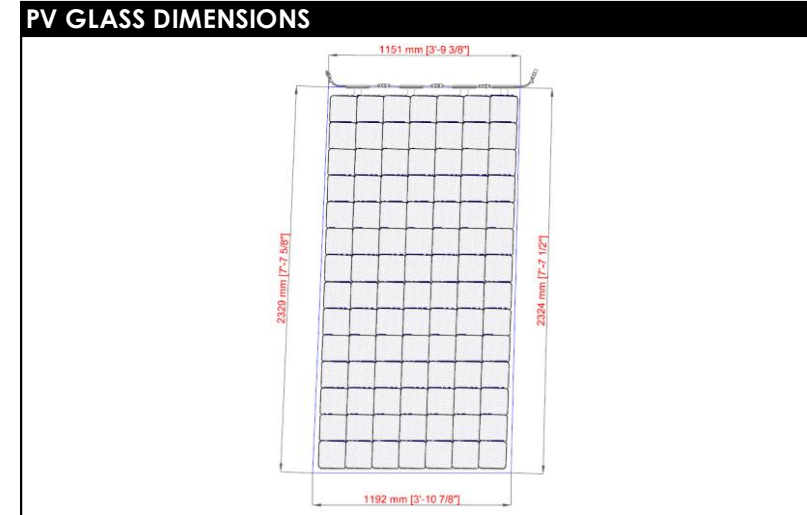 PV GLASS DIMENSIONS
1151 mm [3'-9 3/8"]
2329 mm [7'-7 5/8"]
2324 mm [7'-7 1/2"]
1192 mm [3'-10 7/8"]